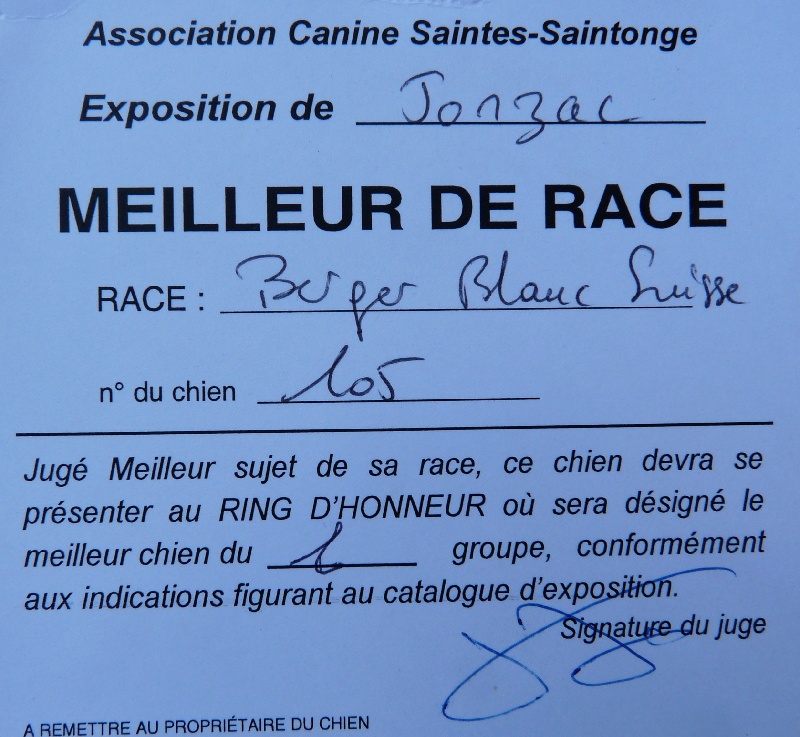 Association Canine Saintes-Saintonge
Exposition de Jonzac
MEILLEUR DE RACE
RACE : Berger Blanc Suisse
n° du chien 105
Jugé Meilleur sujet de sa race, ce chien devra se
présenter au RING D'HONNEUR où sera désigné le
meilleur chien du 1 groupe, conformément
aux indications figurant au catalogue d'exposition.
Signature du juge
A REMETTRE AU PROPRIÉTAIRE DU CHIEN